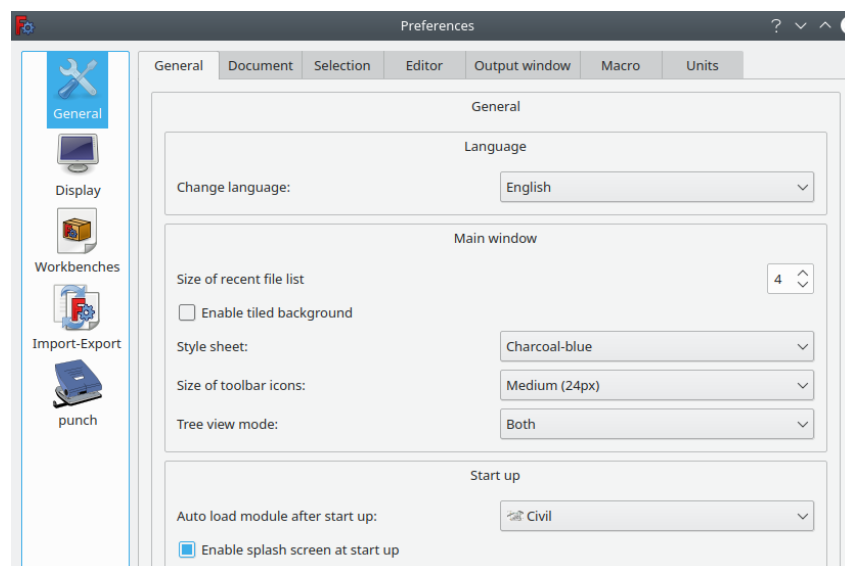 Preferences
General
Document
Selection
Editor
Output window
Macro
Units
General
Display
Workbenches
Import-Export
punch
General
Language
Change language:
English
Main window
Size of recent file list
4
Enable tiled background
Style sheet:
Charcoal-blue
Size of toolbar icons:
Medium (24px)
Tree view mode:
Both
Start up
Auto load module after start up:
Civil
Enable splash screen at start up